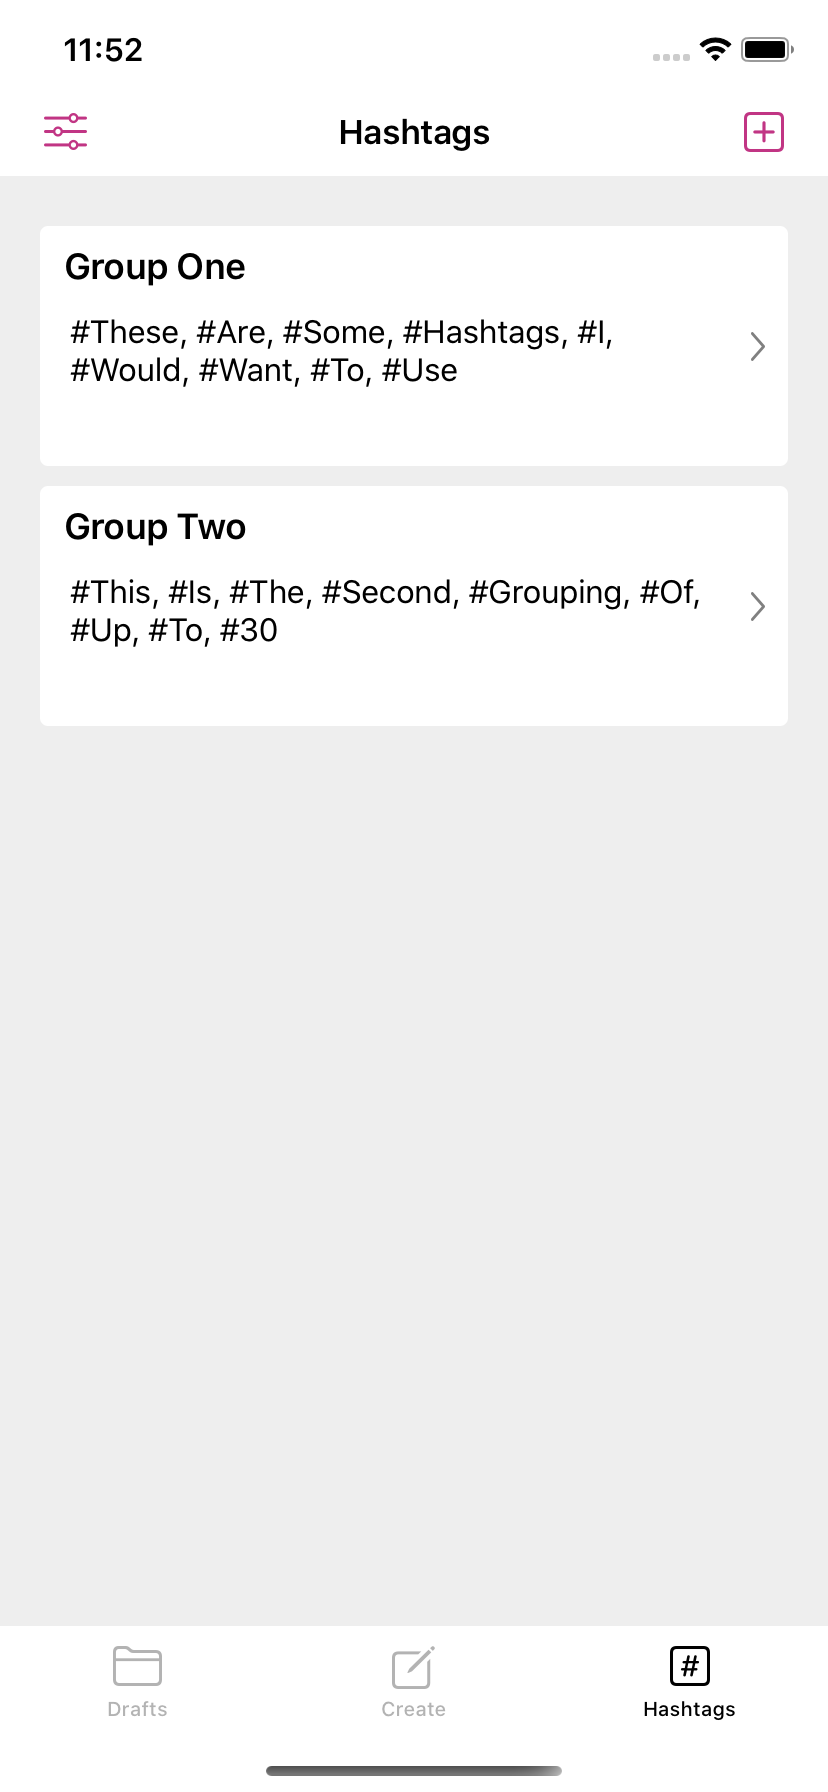 11:52
Hashtags
Group One
#These, #Are, #Some, #Hashtags, #I,
#Would, #Want, #To, #Use
Group Two
#This, #Is, #The, #Second, #Grouping, #Of,
#Up, #To, #30
#
Drafts
Create
Hashtags